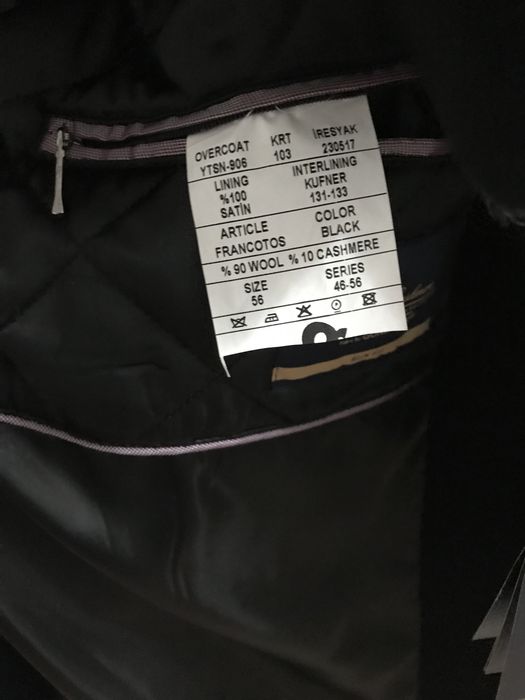 OVERCOAT KRT İRESYAK
YTSN-906 103 230517
LINING INTERLINING
%100 KUFNER
SATİN 131-133
ARTICLE COLOR
FRANCOTOS BLACK
% 90 WOOL % 10 CASHMERE
SIZE SERIES
56 46-56